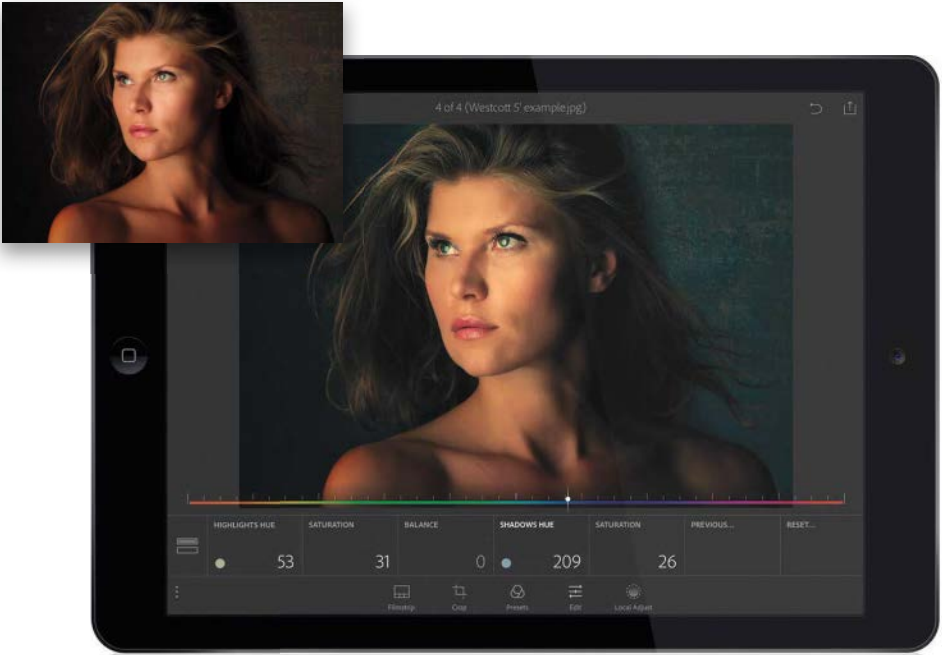 4 of 4 (Westcott 5' example.jpg)
HIGHLIGHTS HUE SATURATION BALANCE SHADOWS HUE SATURATION PREVIOUS... RESET...
53 31 0 209 26
Filmstrip Crop Presets Edit Local Adjust